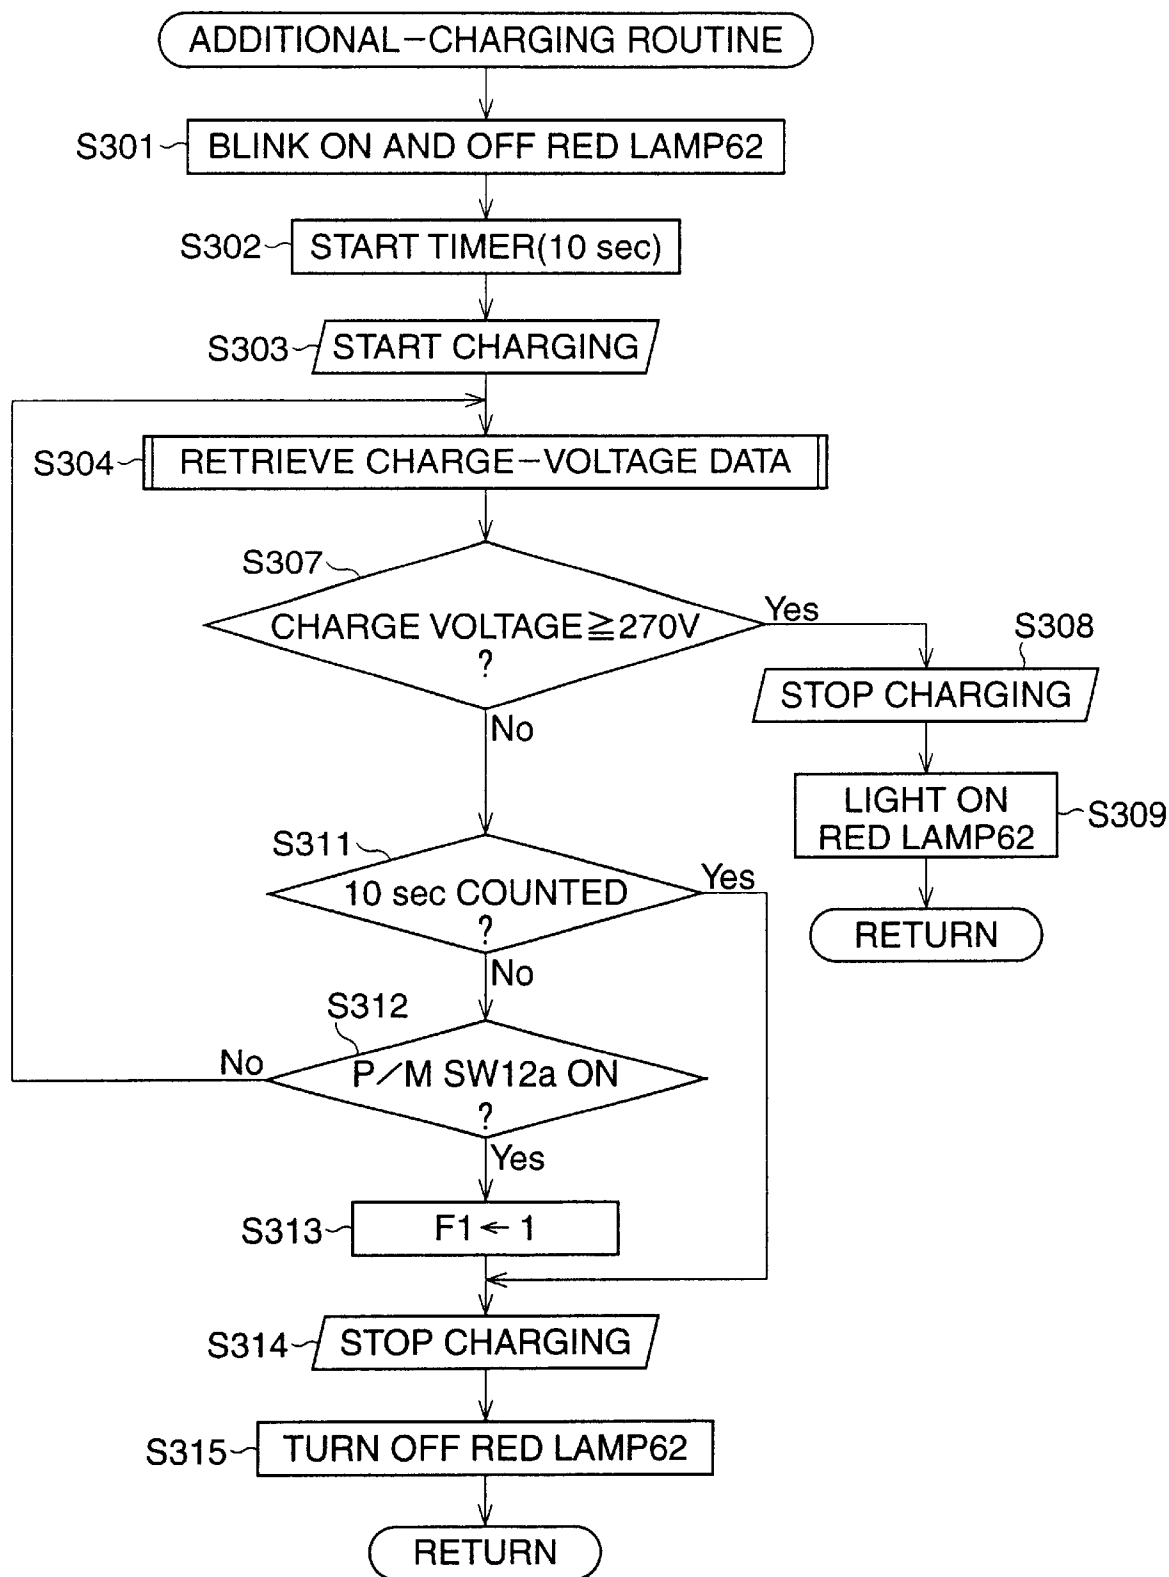 ADDITIONAL-CHARGING ROUTINE
S301
BLINK ON AND OFF RED LAMP62
S302
START TIMER(10 sec)
S303
START CHARGING
S304
RETRIEVE CHARGE-VOLTAGE DATA
S307
CHARGE VOLTAGE≧270V
?
Yes
No
S308
STOP CHARGING
LIGHT ON
RED LAMP62
S309
RETURN
S311
10 sec COUNTED
?
Yes
No
S312
P/M SW12a ON
?
No
Yes
S313
F1 ← 1
S314
STOP CHARGING
S315
TURN OFF RED LAMP62
RETURN